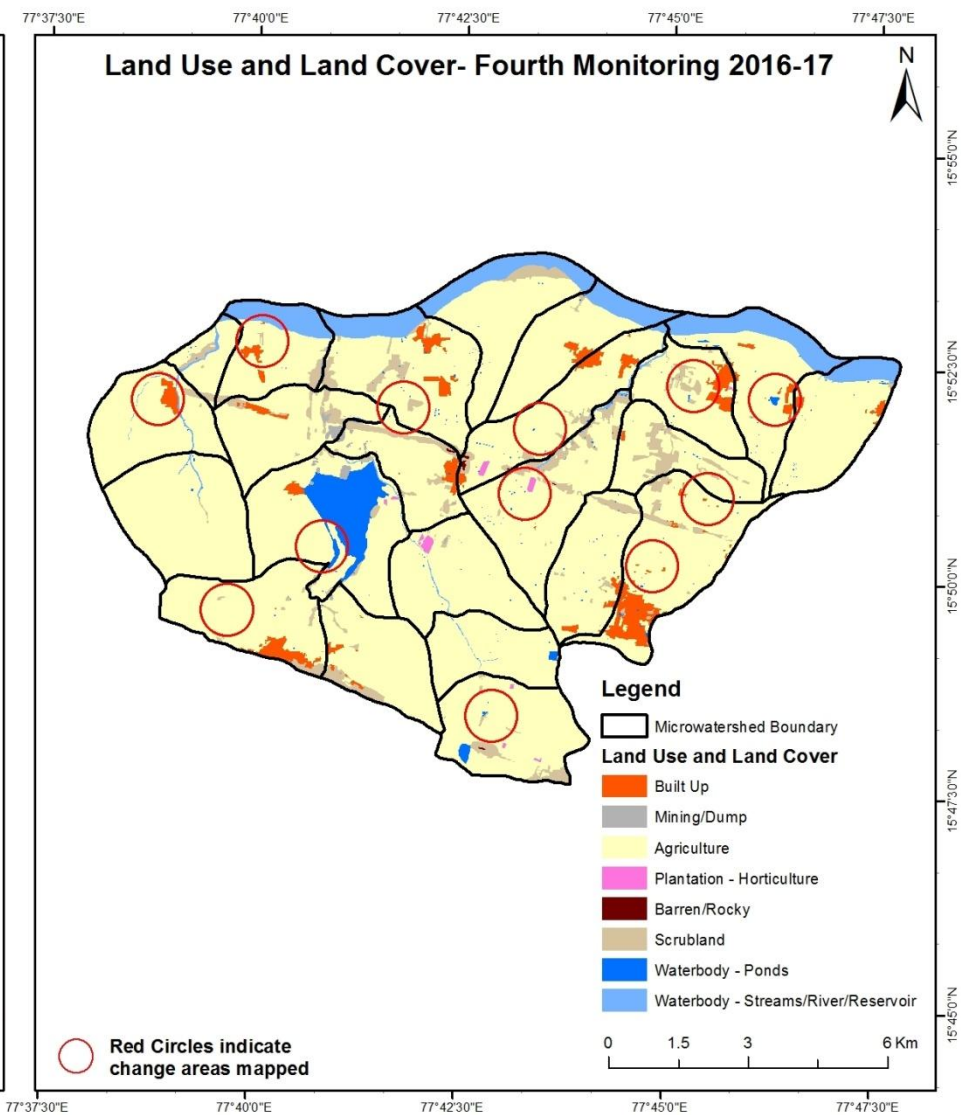 77°37'30"E 77°40'0"E 77°42'30"E 77°45'0"E 77°47'30"E
Land Use and Land Cover- Fourth Monitoring 2016-17
N
15°55'0"N
15°52'30"N
15°50'0"N
Legend
Microwatershed Boundary
Land Use and Land Cover
Built Up
15°47'30"N
Mining/Dump
Agriculture
Plantation - Horticulture
Barren/Rocky
Scrubland
Waterbody - Ponds
Waterbody - Streams/River/Reservoir
15°45'0"N
0 1.5 3 6 Km
Red Circles indicate
change areas mapped
77°37'30"E 77°40'0"E 77°42'30"E 77°45'0"E 77°47'30"E